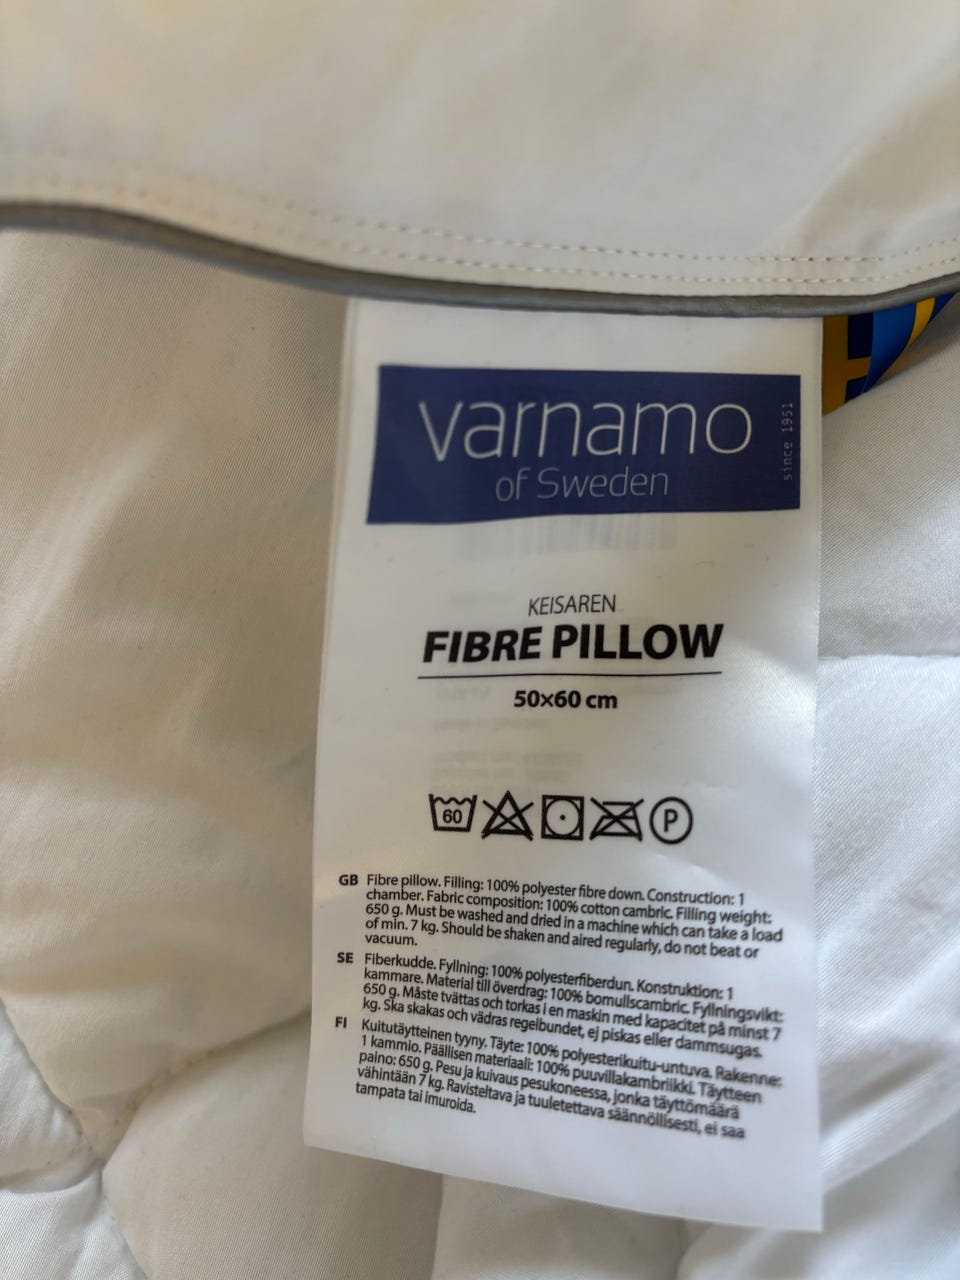 varnamo
of Sweden
since 1951
KEISAREN
FIBRE PILLOW
50×60 cm
60
P
GB Fibre pillow. Filling: 100% polyester fibre down. Construction: 1
chamber. Fabric composition: 100% cotton cambric. Filling weight:
650 g. Must be washed and dried in a machine which can take a load
of min. 7 kg. Should be shaken and aired regularly, do not beat or
vacuum.
SE Fiberkudde. Fyllning: 100% polyesterfiberdun. Konstruktion: 1
kammare. Material till överdrag: 100% bomullscambric. Fyllningsvikt:
650 g. Måste tvättas och torkas i en maskin med kapacitet på minst 7
kg. Ska skakas och vädras regelbundet, ej piskas eller dammsugas.
FI Kuitutäytteinen tyyny. Täyte: 100% polyesterikuitu-untuva. Rakenne:
1 kammio. Päällisen materiaali: 100% puuvillakambriikki. Täytteen
paino: 650 g. Pesu ja kuivaus pesukoneessa, jonka täyttömäärä
vähintään 7 kg. Ravisteltava ja tuuletettava säännöllisesti, ei saa
tampata tai imuroida.